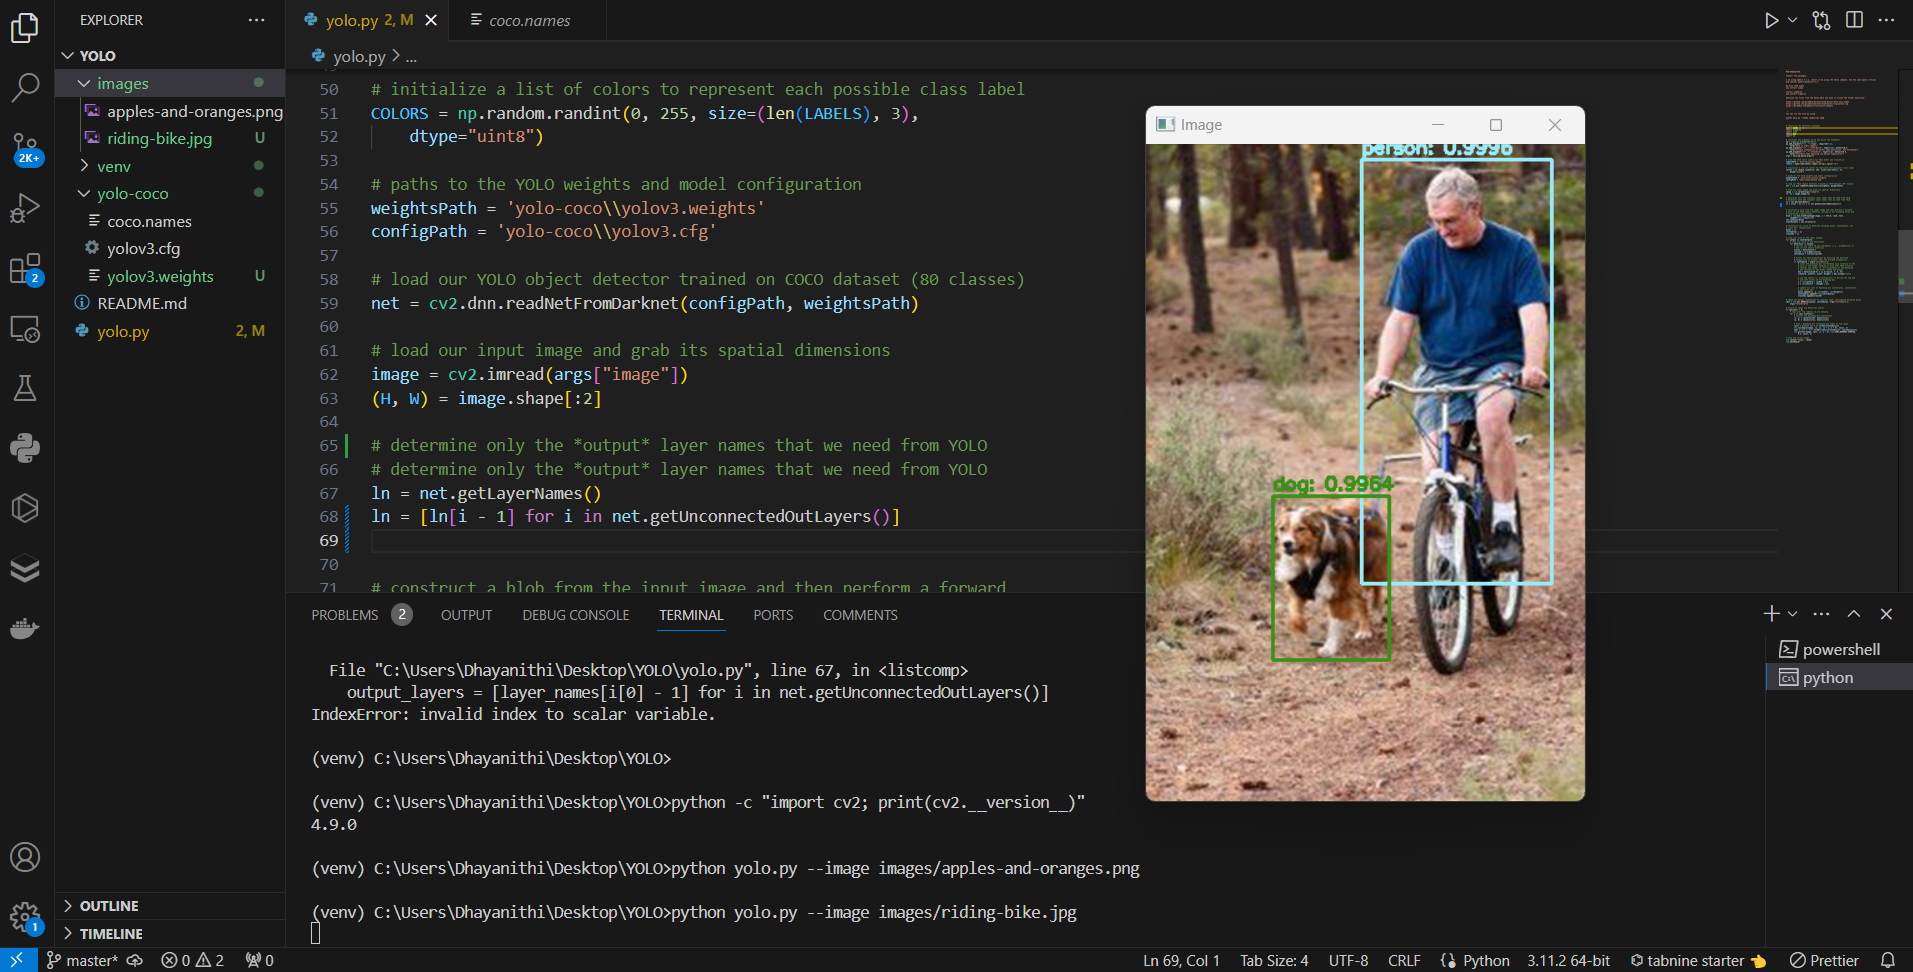 EXPLORER
YOLO
images
apples-and-oranges.png
riding-bike.jpg U
venv
yolo-coco
coco.names
yolov3.cfg
yolov3.weights U
README.md
yolo.py 2, M
OUTLINE
TIMELINE
2K+
2
1
yolo.py 2, M
coco.names
yolo.py > ...
50 # initialize a list of colors to represent each possible class label
51 COLORS = np.random.randint(0, 255, size=(len(LABELS), 3),
52 dtype="uint8")
53
54 # paths to the YOLO weights and model configuration
55 weightsPath = 'yolo-coco\\yolov3.weights'
56 configPath = 'yolo-coco\\yolov3.cfg'
57
58 # load our YOLO object detector trained on COCO dataset (80 classes)
59 net = cv2.dnn.readNetFromDarknet(configPath, weightsPath)
60
61 # load our input image and grab its spatial dimensions
62 image = cv2.imread(args["image"])
63 (H, W) = image.shape[:2]
64
65 # determine only the *output* layer names that we need from YOLO
66 # determine only the *output* layer names that we need from YOLO
67 ln = net.getLayerNames()
68 ln = [ln[i - 1] for i in net.getUnconnectedOutLayers()]
69
70
71 # construct a blob from the input image and then perform a forward
Image
person: 0.9996
dog: 0.9964
PROBLEMS 2 OUTPUT DEBUG CONSOLE TERMINAL PORTS COMMENTS
File "C:\Users\Dhayanithi\Desktop\YOLO\yolo.py", line 67, in <listcomp>
output_layers = [layer_names[i[0] - 1] for i in net.getUnconnectedOutLayers()]
IndexError: invalid index to scalar variable.
(venv) C:\Users\Dhayanithi\Desktop\YOLO>
(venv) C:\Users\Dhayanithi\Desktop\YOLO>python -c "import cv2; print(cv2.__version__)"
4.9.0
(venv) C:\Users\Dhayanithi\Desktop\YOLO>python yolo.py --image images/apples-and-oranges.png
(venv) C:\Users\Dhayanithi\Desktop\YOLO>python yolo.py --image images/riding-bike.jpg
powershell
python
master* 0 2 0 Ln 69, Col 1 Tab Size: 4 UTF-8 CRLF Python 3.11.2 64-bit tabnine starter Prettier